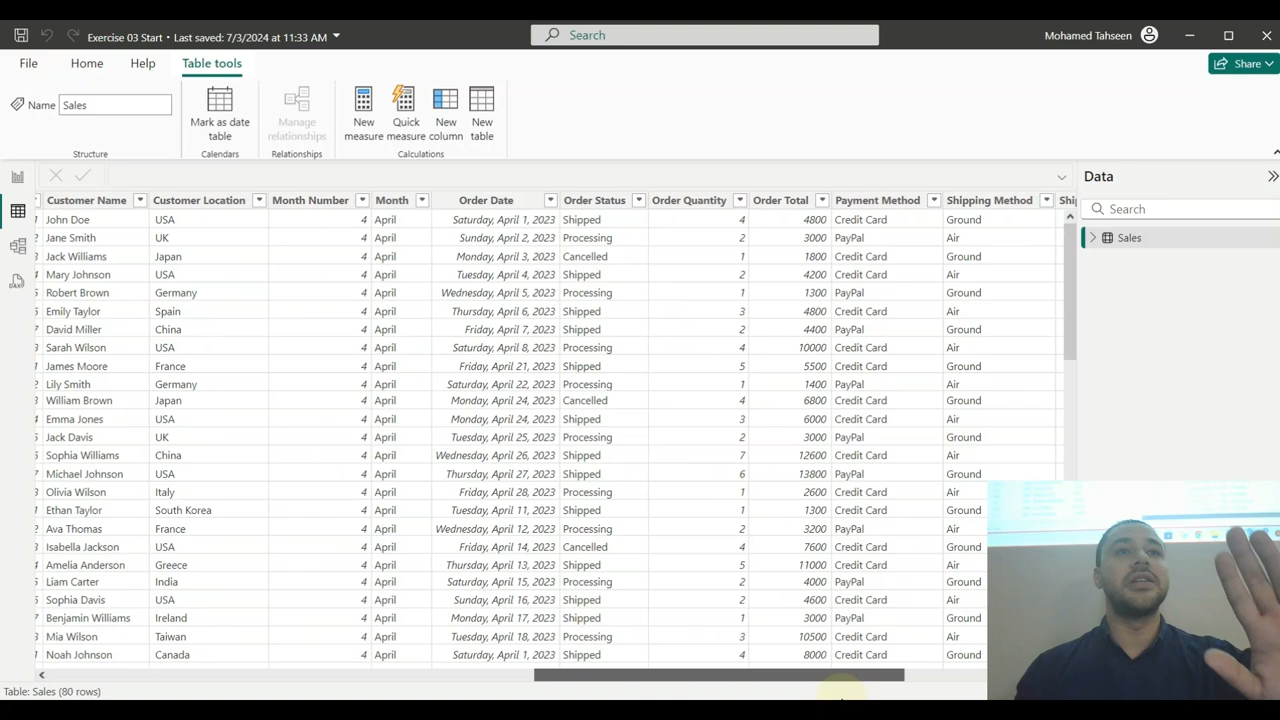 Exercise 03 Start • Last saved: 7/3/2024 at 11:33 AM
Search
Mohamed Tahseen
File Home Help Table tools
Share
Name Sales
Mark as date table
Manage relationships
New measure
Quick measure
New column
New table
Structure Calendars Relationships Calculations
Data
Search
Sales
Customer Name Customer Location Month Number Month Order Date Order Status Order Quantity Order Total Payment Method Shipping Method Ship
John Doe USA 4 April Saturday, April 1, 2023 Shipped 4 4800 Credit Card Ground
Jane Smith UK 4 April Sunday, April 2, 2023 Processing 2 3000 PayPal Air
Jack Williams Japan 4 April Monday, April 3, 2023 Cancelled 1 1800 Credit Card Ground
Mary Johnson USA 4 April Tuesday, April 4, 2023 Shipped 2 4200 Credit Card Air
Robert Brown Germany 4 April Wednesday, April 5, 2023 Processing 1 1300 PayPal Ground
Emily Taylor Spain 4 April Thursday, April 6, 2023 Shipped 3 4800 Credit Card Air
David Miller China 4 April Friday, April 7, 2023 Shipped 2 4400 PayPal Ground
Sarah Wilson USA 4 April Saturday, April 8, 2023 Processing 4 10000 Credit Card Air
James Moore France 4 April Friday, April 21, 2023 Shipped 5 5500 Credit Card Ground
Lily Smith Germany 4 April Saturday, April 22, 2023 Processing 1 1400 PayPal Air
William Brown Japan 4 April Monday, April 24, 2023 Cancelled 4 6800 Credit Card Ground
Emma Jones USA 4 April Monday, April 24, 2023 Shipped 3 6000 Credit Card Air
Jack Davis UK 4 April Tuesday, April 25, 2023 Processing 2 3000 PayPal Ground
Sophia Williams China 4 April Wednesday, April 26, 2023 Shipped 7 12600 Credit Card Air
Michael Johnson USA 4 April Thursday, April 27, 2023 Shipped 6 13800 PayPal Ground
Olivia Wilson Italy 4 April Friday, April 28, 2023 Processing 1 2600 Credit Card Air
Ethan Taylor South Korea 4 April Tuesday, April 11, 2023 Shipped 1 1300 Credit Card Ground
Ava Thomas France 4 April Wednesday, April 12, 2023 Processing 2 3200 PayPal Air
Isabella Jackson USA 4 April Friday, April 14, 2023 Cancelled 4 7600 Credit Card Ground
Amelia Anderson Greece 4 April Thursday, April 13, 2023 Shipped 5 11000 Credit Card Air
Liam Carter India 4 April Saturday, April 15, 2023 Processing 2 4000 PayPal Ground
Sophia Davis USA 4 April Sunday, April 16, 2023 Shipped 2 4600 Credit Card Air
Benjamin Williams Ireland 4 April Monday, April 17, 2023 Shipped 1 3000 PayPal Ground
Mia Wilson Taiwan 4 April Tuesday, April 18, 2023 Processing 3 10500 Credit Card Air
Noah Johnson Canada 4 April Saturday, April 1, 2023 Shipped 4 8000 Credit Card Ground
Table: Sales (80 rows)